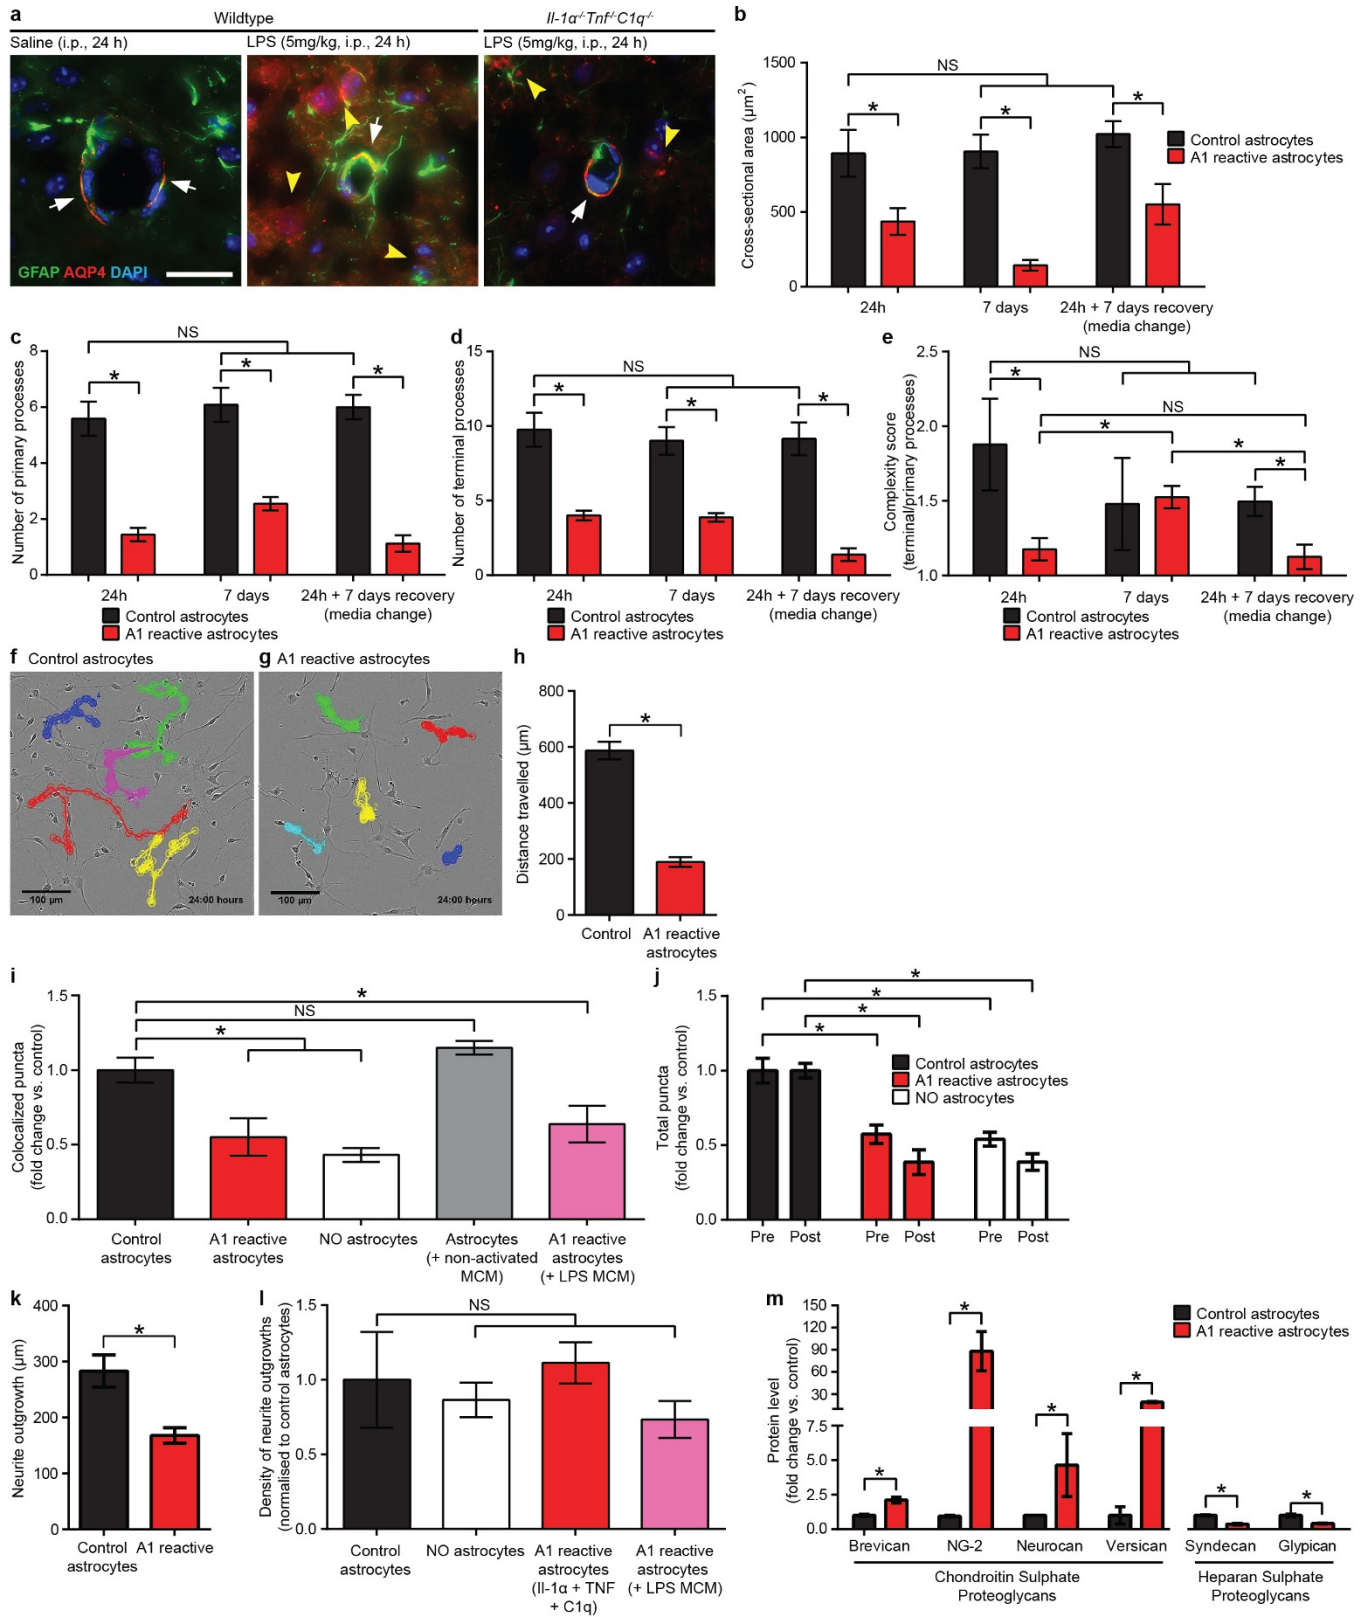 a
Wildtype
Il-1α-/-Tnf-/-C1q-/-
Saline (i.p., 24 h)
LPS (5mg/kg, i.p., 24 h)
LPS (5mg/kg, i.p., 24 h)
GFAP AQP4 DAPI
b
Cross-sectional area (µm²)
1500
1000
500
0
NS
*
*
*
Control astrocytes
A1 reactive astrocytes
24h
7 days
24h + 7 days recovery
(media change)
c
Number of primary processes
8
6
4
2
0
NS
*
*
*
24h
7 days
24h + 7 days recovery
(media change)
Control astrocytes
A1 reactive astrocytes
d
Number of terminal processes
15
10
5
0
NS
*
*
*
24h
7 days
24h + 7 days recovery
(media change)
Control astrocytes
A1 reactive astrocytes
e
Complexity score
(terminal/primary processes)
2.5
2.0
1.5
1.0
NS
*
NS
*
*
*
24h
7 days
24h + 7 days recovery
(media change)
Control astrocytes
A1 reactive astrocytes
f Control astrocytes
100 µm
24:00 hours
g A1 reactive astrocytes
100 µm
24:00 hours
h
Distance travelled (µm)
800
600
400
200
0
*
Control
A1 reactive
astrocytes
i
Colocalized puncta
(fold change vs. control)
1.5
1.0
0.5
0.0
*
NS
*
Control
astrocytes
A1 reactive
astrocytes
NO astrocytes
Astrocytes
(+ non-activated
MCM)
A1 reactive
astrocytes
(+ LPS MCM)
j
Total puncta
(fold change vs. control)
1.5
1.0
0.5
0.0
*
*
*
*
Control astrocytes
A1 reactive astrocytes
NO astrocytes
Pre
Post
Pre
Post
Pre
Post
k
Neurite outgrowth (µm)
400
300
200
100
0
*
Control
astrocytes
A1 reactive
l
Density of neurite outgrowths
(normalised to control astrocytes)
1.5
1.0
0.5
0.0
NS
Control
astrocytes
NO astrocytes
A1 reactive
astrocytes
(Il-1α + TNF
+ C1q)
A1 reactive
astrocytes
(+ LPS MCM)
m
Protein level
(fold change vs. control)
150
120
90
60
30
7.5
5.0
2.5
0.0
*
*
*
*
*
*
Control astrocytes
A1 reactive astrocytes
Brevican
NG-2
Neurocan
Versican
Syndecan
Glypican
Chondroitin Sulphate
Proteoglycans
Heparan Sulphate
Proteoglycans